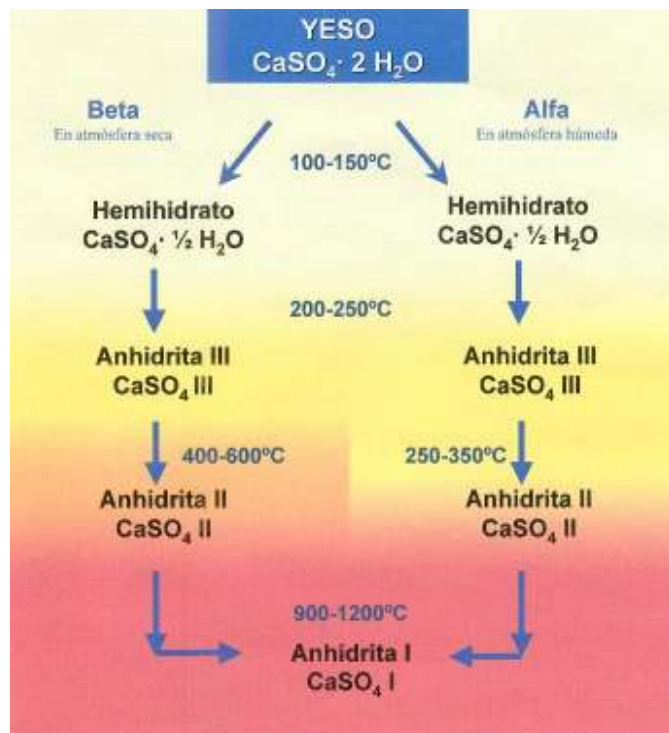 YESO
CaSO₄· 2 H₂O
Beta
En atmósfera seca
Alfa
En atmósfera húmeda
100-150ºC
Hemihidrato
CaSO₄· ½ H₂O
Hemihidrato
CaSO₄· ½ H₂O
200-250ºC
Anhidrita III
CaSO₄ III
Anhidrita III
CaSO₄ III
400-600ºC
250-350ºC
Anhidrita II
CaSO₄ II
Anhidrita II
CaSO₄ II
900-1200ºC
Anhidrita I
CaSO₄ I